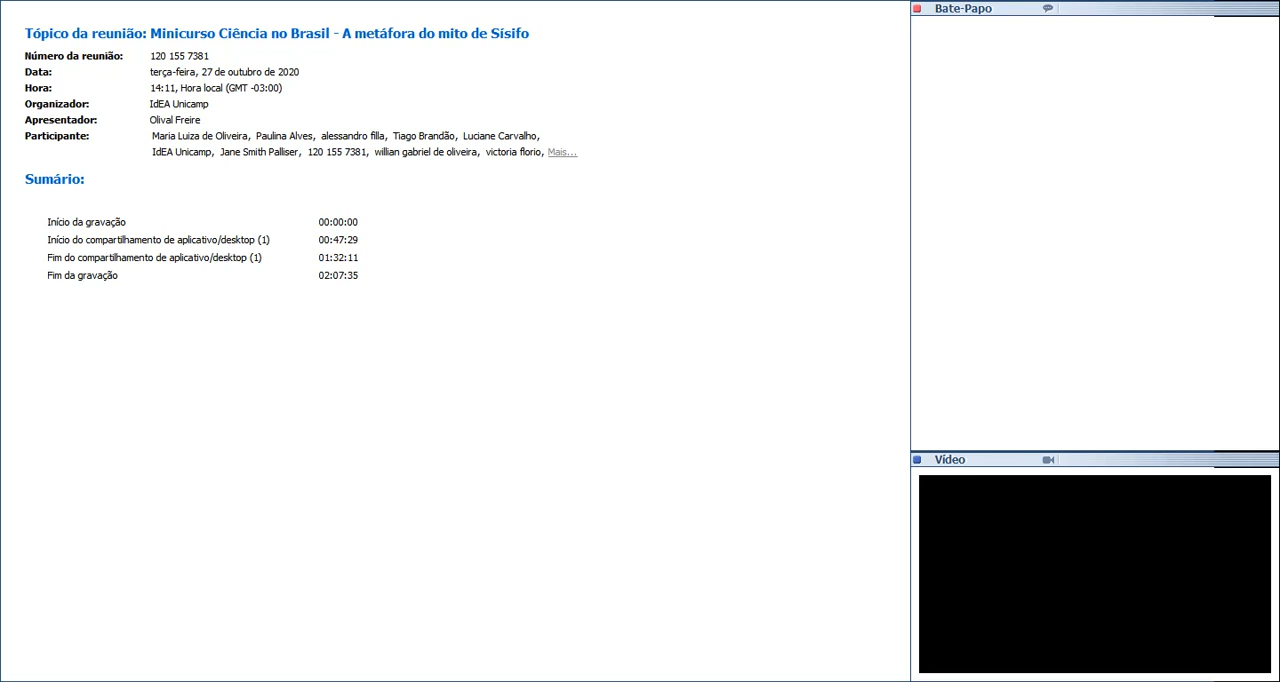 Tópico da reunião: Minicurso Ciência no Brasil - A metáfora do mito de Sísifo
Número da reunião: 120 155 7381
Data: terça-feira, 27 de outubro de 2020
Hora: 14:11, Hora local (GMT -03:00)
Organizador: IdEA Unicamp
Apresentador: Olival Freire
Participante: Maria Luiza de Oliveira, Paulina Alves, alessandro filla, Tiago Brandão, Luciane Carvalho,
IdEA Unicamp, Jane Smith Palliser, 120 155 7381, willian gabriel de oliveira, victoria florio, Mais...
Sumário:
Início da gravação 00:00:00
Início do compartilhamento de aplicativo/desktop (1) 00:47:29
Fim do compartilhamento de aplicativo/desktop (1) 01:32:11
Fim da gravação 02:07:35
Bate-Papo
Vídeo